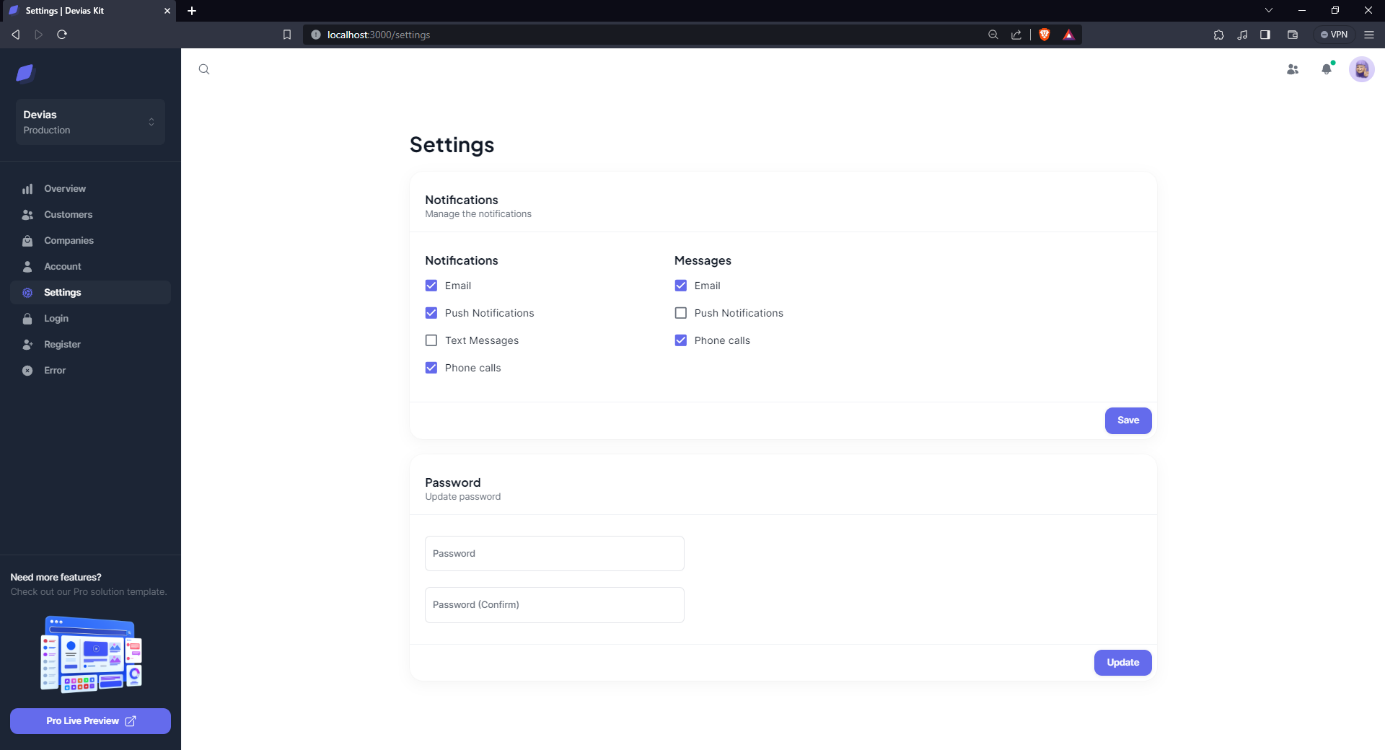 Settings | Devias Kit
localhost:3000/settings
VPN
Devias
Production
Overview
Customers
Companies
Account
Settings
Login
Register
Error
Need more features?
Check out our Pro solution template.
Pro Live Preview
Settings
Notifications
Manage the notifications
Notifications
Email
Push Notifications
Text Messages
Phone calls
Messages
Email
Push Notifications
Phone calls
Save
Password
Update password
Password
Password (Confirm)
Update